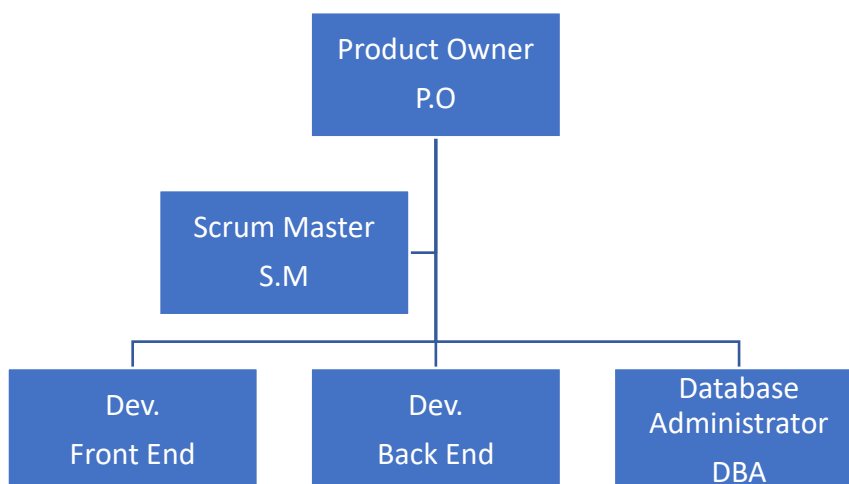 Product Owner
P.O
Scrum Master
S.M
Dev.
Front End
Dev.
Back End
Database
Administrator
DBA